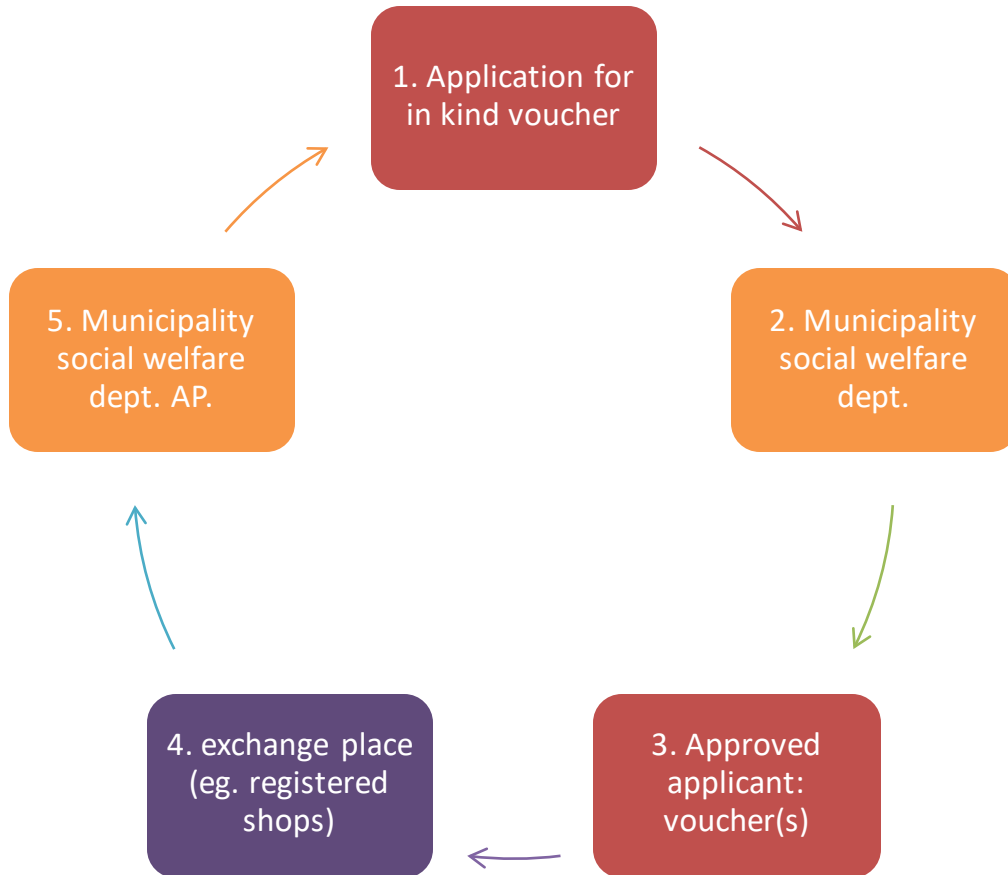 1. Application for
in kind voucher
2. Municipality
social welfare
dept.
3. Approved
applicant:
voucher(s)
4. exchange place
(eg. registered
shops)
5. Municipality
social welfare
dept. AP.